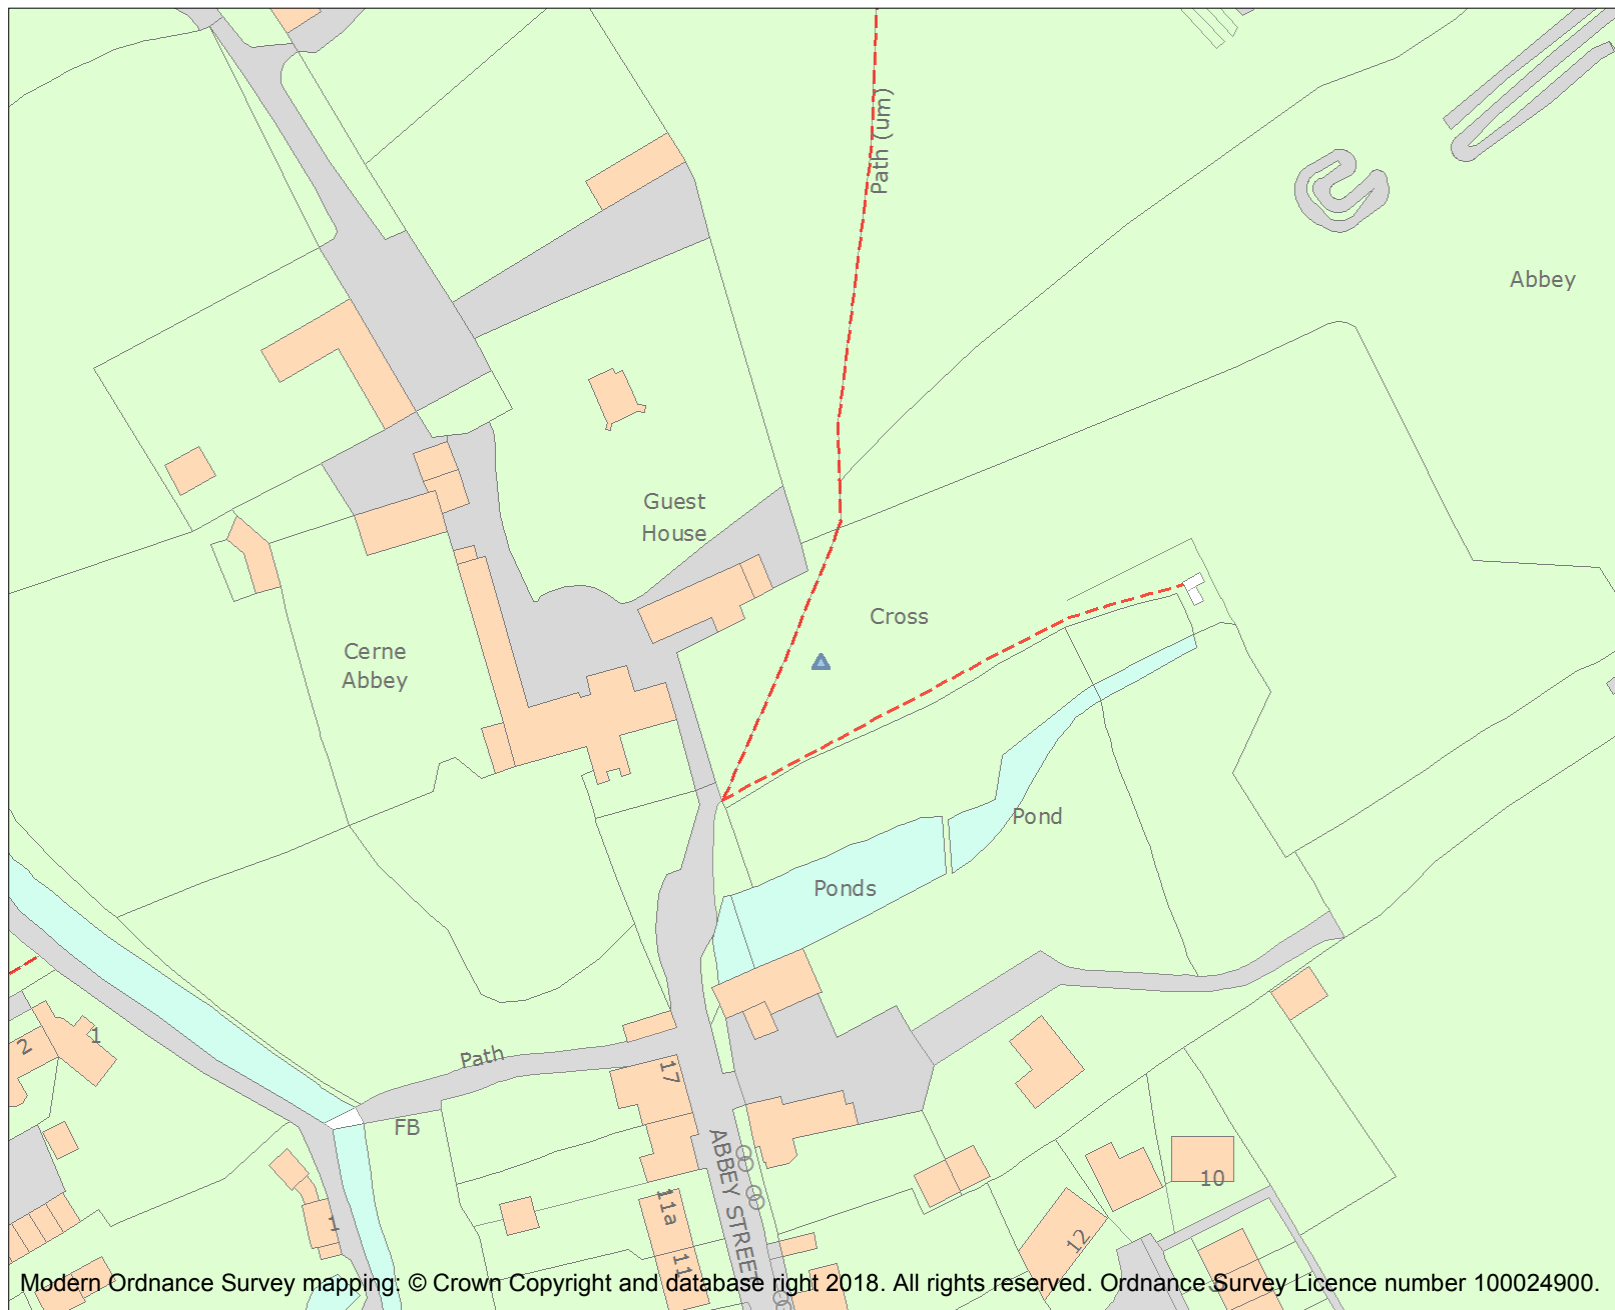 Path (um)
Abbey
Guest
House
Cross
Cerne
Abbey
Pond
Ponds
1
2
Path
17
FB
ABBEY STREET
10
11a
1
12
11
Modern Ordnance Survey mapping: © Crown Copyright and database right 2018. All rights reserved. Ordnance Survey Licence number 100024900.